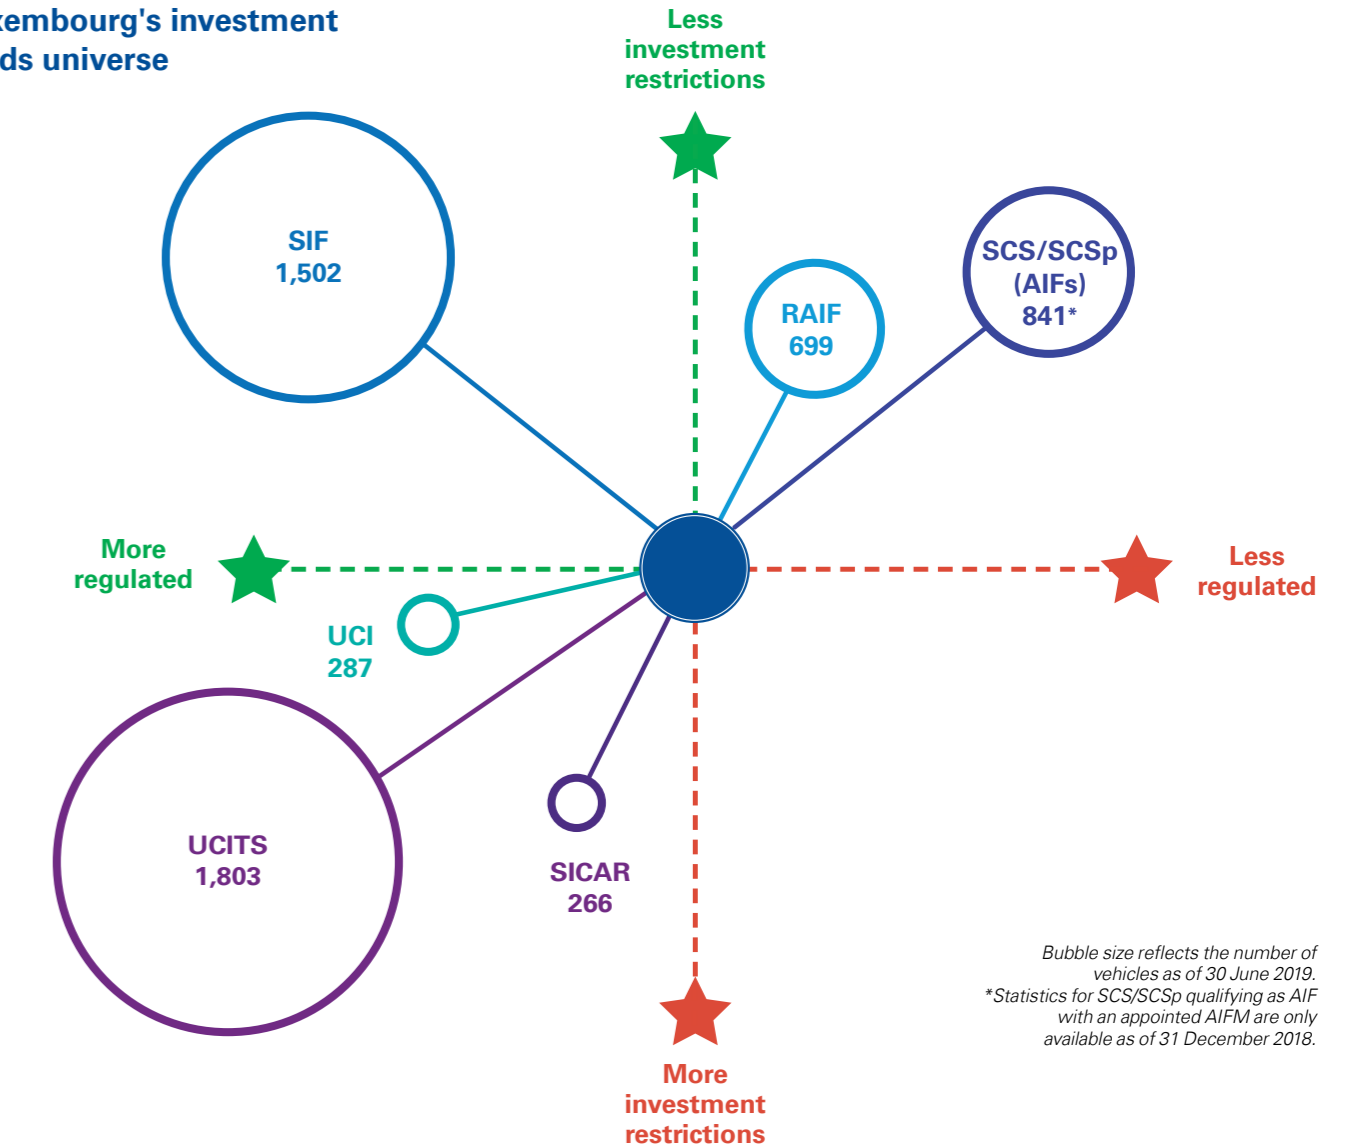 xembourg's investment
ds universe
Less
investment
restrictions
SIF
1,502
SCS/SCSp
(AIFs)
841*
RAIF
699
More
regulated
Less
regulated
UCI
287
UCITS
1,803
SICAR
266
Bubble size reflects the number of
vehicles as of 30 June 2019.
*Statistics for SCS/SCSp qualifying as AIF
with an appointed AIFM are only
available as of 31 December 2018.
More
investment
restrictions